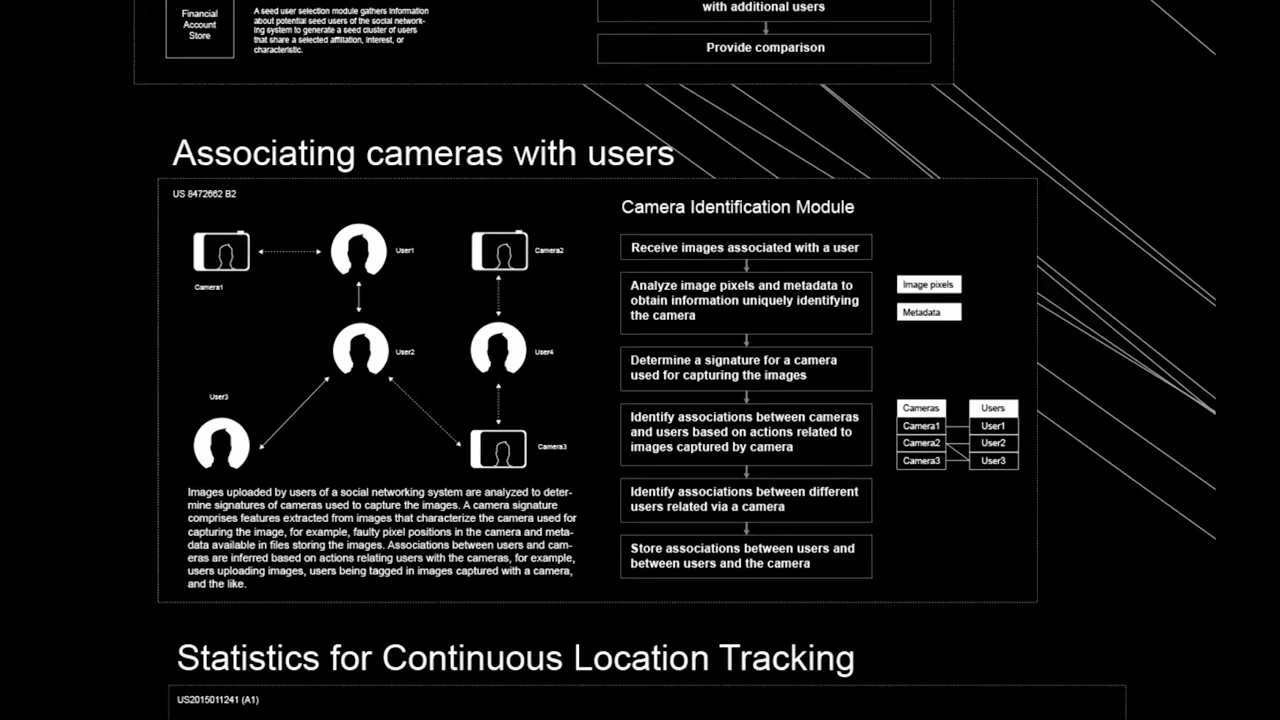 Financial
Account
Store
A seed user selection module gathers information
about potential seed users of the social network-
ing system to generate a seed cluster of users
that share a selected affiliation, interest, or
characteristic.
with additional users
Provide comparison
Associating cameras with users
US 8472662 B2
Camera1
User1
Camera2
User2
User4
User3
Camera3
Images uploaded by users of a social networking system are analyzed to deter-
mine signatures of cameras used to capture the images. A camera signature
comprises features extracted from images that characterize the camera used for
capturing the image, for example, faulty pixel positions in the camera and meta-
data available in files storing the images. Associations between users and cam-
eras are inferred based on actions relating users with the cameras, for example,
users uploading images, users being tagged in images captured with a camera,
and the like.
Camera Identification Module
Receive images associated with a user
Analyze image pixels and metadata to
obtain information uniquely identifying
the camera
Determine a signature for a camera
used for capturing the images
Identify associations between cameras
and users based on actions related to
images captured by camera
Identify associations between different
users related via a camera
Store associations between users and
between users and the camera
Image pixels
Metadata
Cameras Users
Camera1 User1
Camera2 User2
Camera3 User3
Statistics for Continuous Location Tracking
US2015011241 (A1)